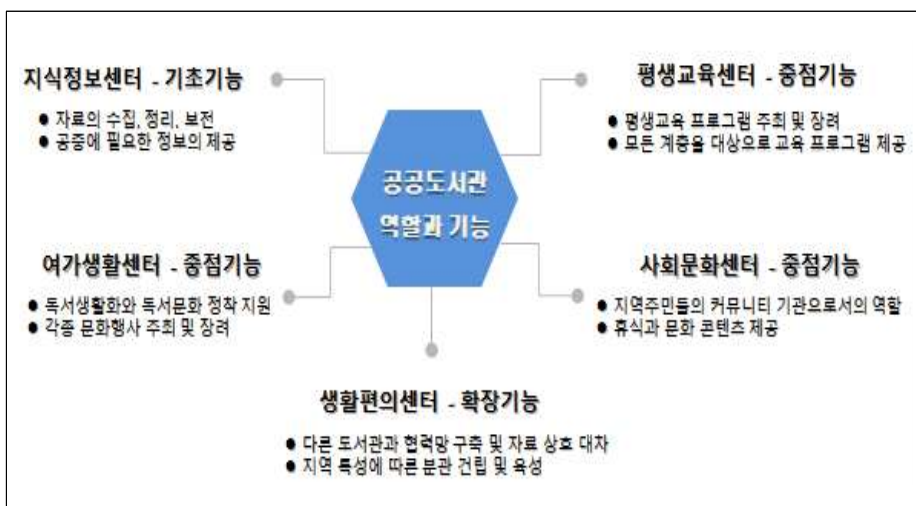 지식정보센터 - 기초기능
● 자료의 수집, 정리, 보전
● 공중에 필요한 정보의 제공
평생교육센터 - 중점기능
● 평생교육 프로그램 주최 및 장려
● 모든 계층을 대상으로 교육 프로그램 제공
공공도서관
역할과 기능
여가생활센터 - 중점기능
● 독서생활화와 독서문화 정착 지원
● 각종 문화행사 주최 및 장려
사회문화센터 - 중점기능
● 지역주민들의 커뮤니티 기관으로서의 역할
● 휴식과 문화 콘텐츠 제공
생활편의센터 - 확장기능
● 다른 도서관과 협력망 구축 및 자료 상호 대차
● 지역 특성에 따른 분관 건립 및 육성